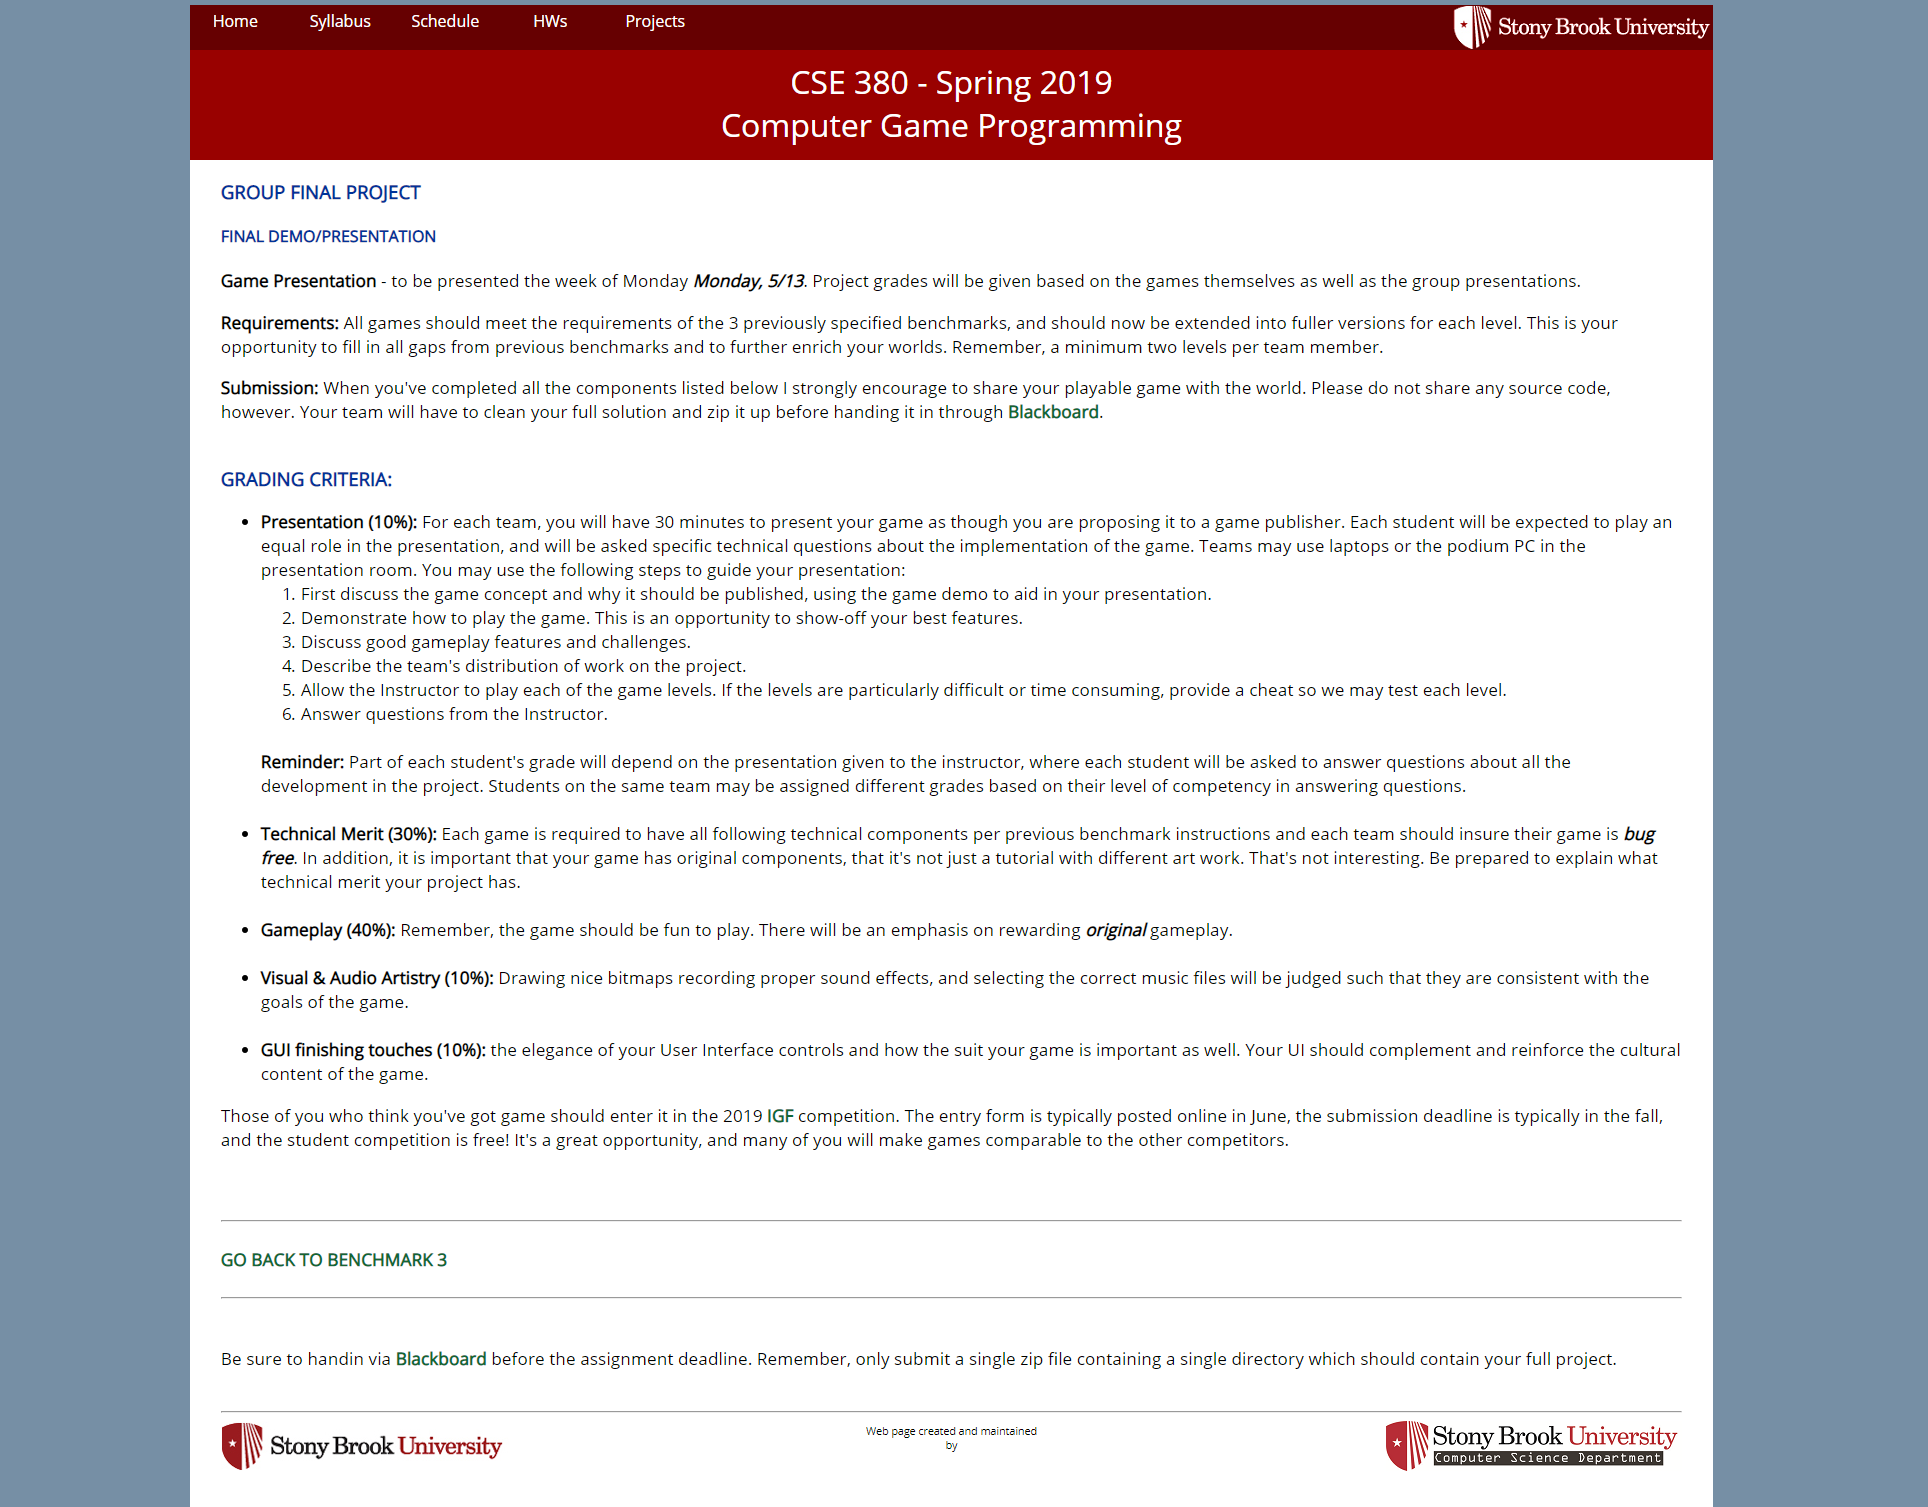 Home Syllabus Schedule HWs Projects Stony Brook University
CSE 380 - Spring 2019
Computer Game Programming
GROUP FINAL PROJECT
FINAL DEMO/PRESENTATION
Game Presentation - to be presented the week of Monday Monday, 5/13. Project grades will be given based on the games themselves as well as the group presentations.
Requirements: All games should meet the requirements of the 3 previously specified benchmarks, and should now be extended into fuller versions for each level. This is your
opportunity to fill in all gaps from previous benchmarks and to further enrich your worlds. Remember, a minimum two levels per team member.
Submission: When you've completed all the components listed below I strongly encourage to share your playable game with the world. Please do not share any source code,
however. Your team will have to clean your full solution and zip it up before handing it in through Blackboard.
GRADING CRITERIA:
• Presentation (10%): For each team, you will have 30 minutes to present your game as though you are proposing it to a game publisher. Each student will be expected to play an
equal role in the presentation, and will be asked specific technical questions about the implementation of the game. Teams may use laptops or the podium PC in the
presentation room. You may use the following steps to guide your presentation:
1. First discuss the game concept and why it should be published, using the game demo to aid in your presentation.
2. Demonstrate how to play the game. This is an opportunity to show-off your best features.
3. Discuss good gameplay features and challenges.
4. Describe the team's distribution of work on the project.
5. Allow the Instructor to play each of the game levels. If the levels are particularly difficult or time consuming, provide a cheat so we may test each level.
6. Answer questions from the Instructor.
Reminder: Part of each student's grade will depend on the presentation given to the instructor, where each student will be asked to answer questions about all the
development in the project. Students on the same team may be assigned different grades based on their level of competency in answering questions.
• Technical Merit (30%): Each game is required to have all following technical components per previous benchmark instructions and each team should insure their game is bug
free. In addition, it is important that your game has original components, that it's not just a tutorial with different art work. That's not interesting. Be prepared to explain what
technical merit your project has.
• Gameplay (40%): Remember, the game should be fun to play. There will be an emphasis on rewarding original gameplay.
• Visual & Audio Artistry (10%): Drawing nice bitmaps recording proper sound effects, and selecting the correct music files will be judged such that they are consistent with the
goals of the game.
• GUI finishing touches (10%): the elegance of your User Interface controls and how the suit your game is important as well. Your UI should complement and reinforce the cultural
content of the game.
Those of you who think you've got game should enter it in the 2019 IGF competition. The entry form is typically posted online in June, the submission deadline is typically in the fall,
and the student competition is free! It's a great opportunity, and many of you will make games comparable to the other competitors.
GO BACK TO BENCHMARK 3
Be sure to handin via Blackboard before the assignment deadline. Remember, only submit a single zip file containing a single directory which should contain your full project.
Stony Brook University
Web page created and maintained
by
Stony Brook University
Computer Science Department